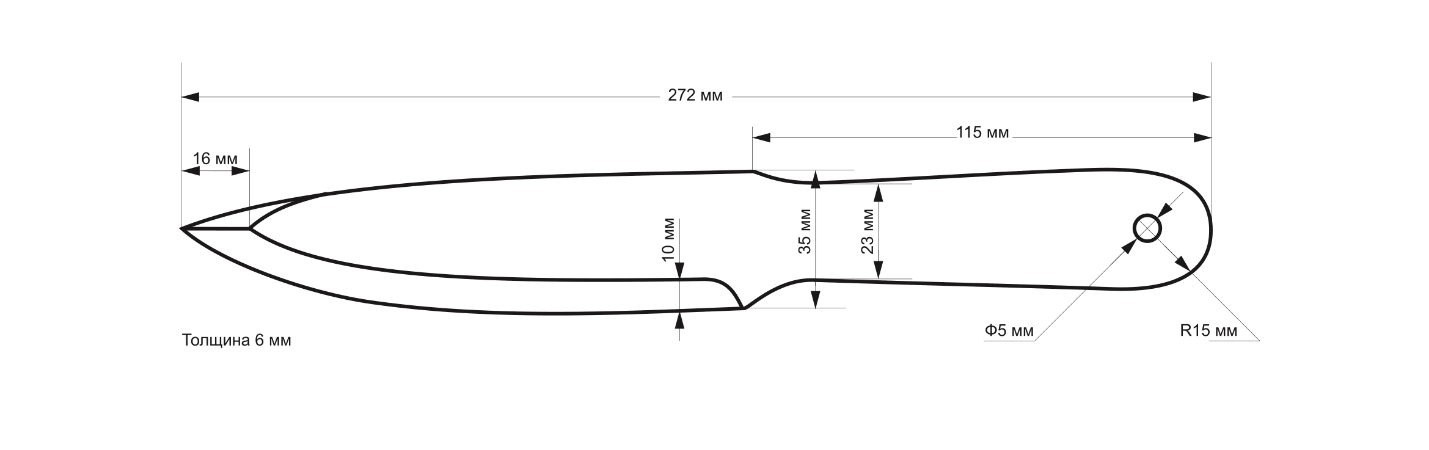 272 мм
115 мм
16 мм
10 мм
35 мм
23 мм
Ф5 мм
R15 мм
Толщина 6 мм